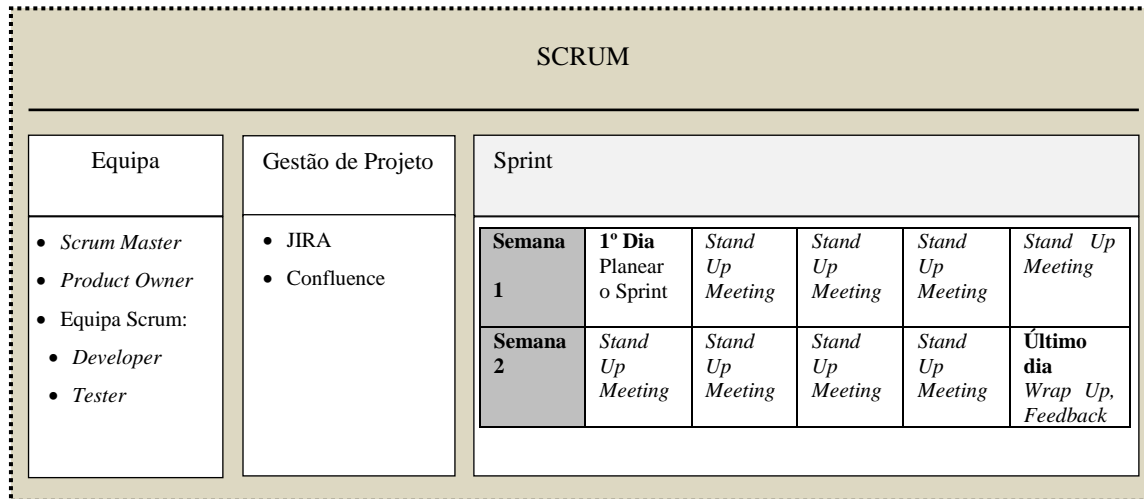 SCRUM
Equipa
• Scrum Master
• Product Owner
• Equipa Scrum:
• Developer
• Tester
Gestão de Projeto
• JIRA
• Confluence
Sprint
Semana
1
1º Dia
Planear
o Sprint
Stand
Up
Meeting
Stand
Up
Meeting
Stand
Up
Meeting
Stand Up
Meeting
Semana
2
Stand
Up
Meeting
Stand
Up
Meeting
Stand
Up
Meeting
Stand
Up
Meeting
Último
dia
Wrap Up,
Feedback